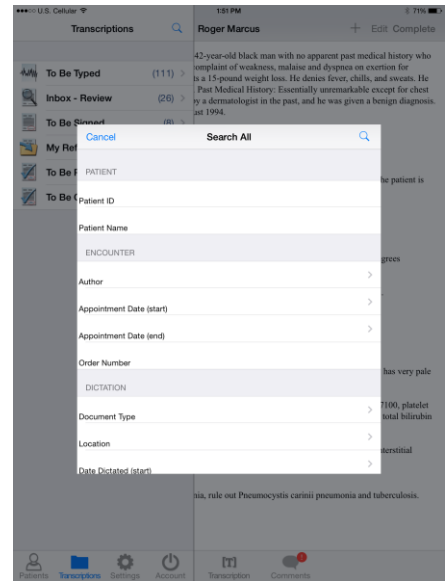 U.S. Cellular 1:51 PM 71%
Transcriptions Roger Marcus Edit Complete
42-year-old black man with no apparent past medical history who
complaint of weakness, malaise and dyspnea on exertion for
is a 15-pound weight loss. He denies fever, chills, and sweats. He
Past Medical History: Essentially unremarkable except for chest
by a dermatologist in the past, and he was given a benign diagnosis.
1994.
To Be Typed (111)
Inbox - Review (26)
To Be Signed (8)
My Ref
To Be
To Be
Cancel Search All
PATIENT
Patient ID
Patient Name
ENCOUNTER
Author
Appointment Date (start)
Appointment Date (end)
Order Number
DICTATION
Document Type
Location
Date Dictated (start)
the patient is
grees
has very pale
7100, platelet
total bilirubin
nterstitial
nia, rule out Pneumocystis carinii pneumonia and tuberculosis.
Patients Transcriptions Settings Account Transcription Comments